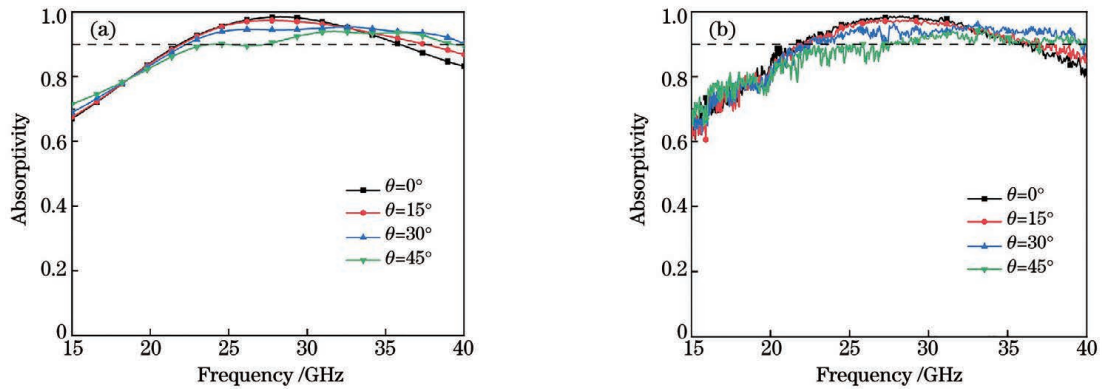 (a)
Absorptivity
1.0
0.8
0.6
0.4
0.2
0
θ=0°
θ=15°
θ=30°
θ=45°
15 20 25 30 35 40
Frequency /GHz
(b)
Absorptivity
1.0
0.8
0.6
0.4
0.2
0
θ=0°
θ=15°
θ=30°
θ=45°
15 20 25 30 35 40
Frequency /GHz